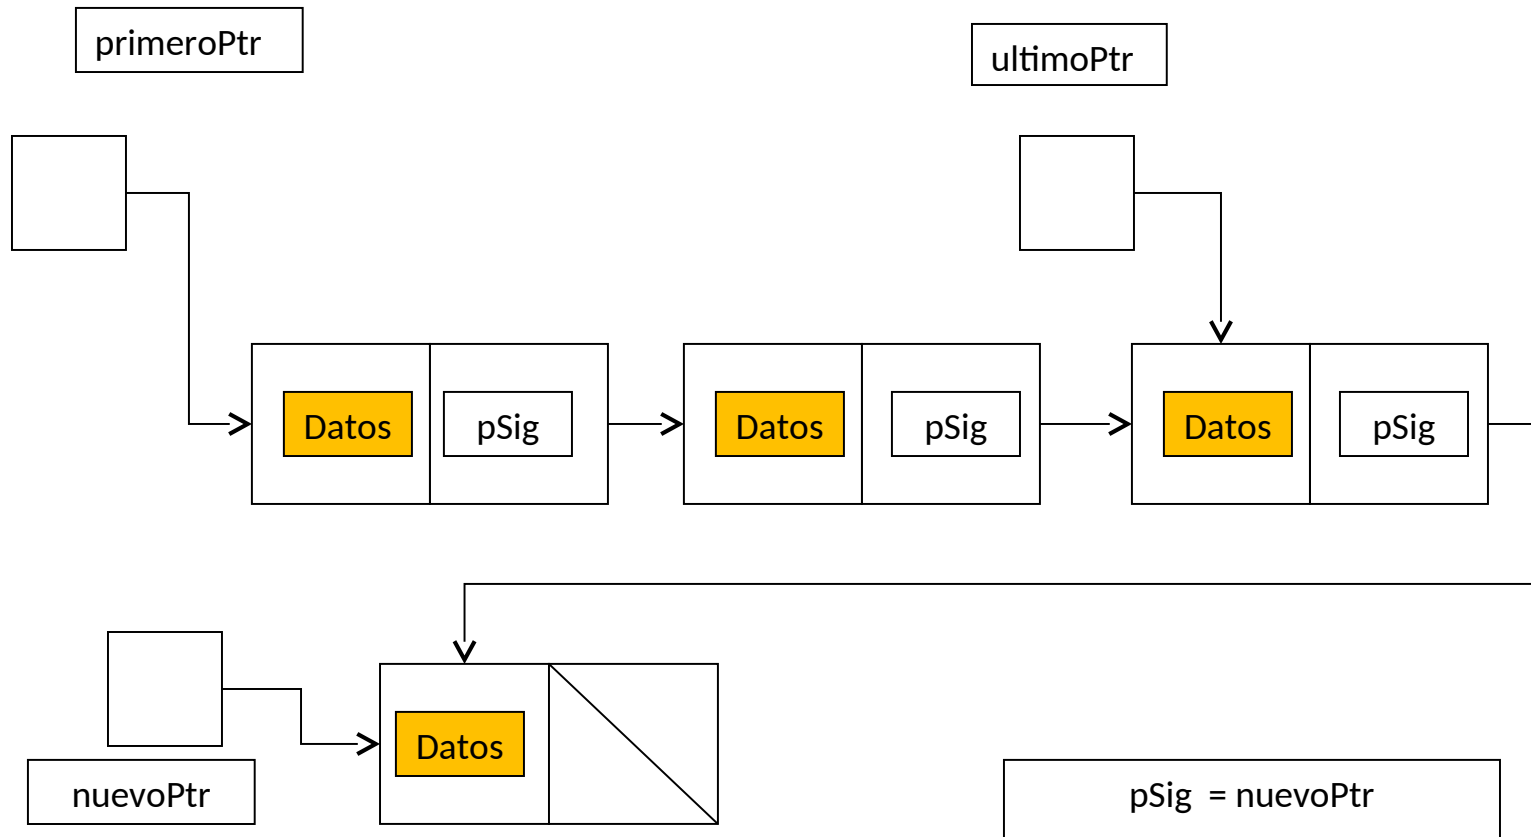 primeroPtr
ultimoPtr
Datos pSig Datos pSig Datos pSig
Datos
nuevoPtr
pSig = nuevoPtr